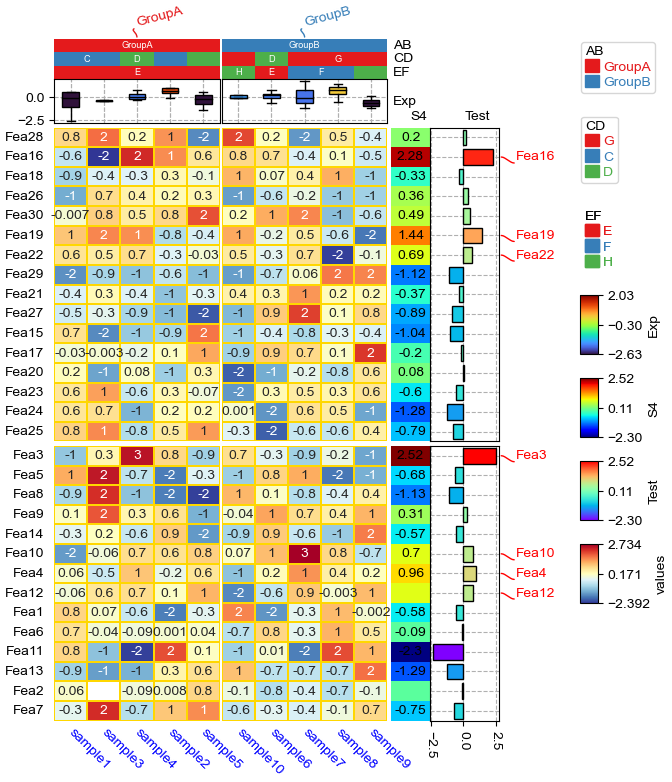 GroupA GroupB
GroupA GroupB AB
C D D G CD
E H E F EF
0.0
-2.5
Exp
S4 Test
Fea28 0.8 2 0.2 1 -2 2 0.2 -2 0.5 -0.4 0.2
Fea16 -0.6 -2 2 1 0.6 0.8 0.7 -0.4 0.1 -0.5 2.28 Fea16
Fea18 -0.9 -0.4 -0.3 0.3 -0.1 1 0.07 0.4 1 -1 -0.33
Fea26 -1 0.7 0.4 0.2 0.3 -1 -0.6 -0.2 -1 -1 0.36
Fea30 -0.007 0.8 0.5 0.8 2 0.2 1 2 -1 -0.6 0.49
Fea19 1 2 1 -0.8 -0.4 1 -0.2 0.5 -0.6 -2 1.44 Fea19
Fea22 0.6 0.5 0.7 -0.3 -0.03 0.5 -0.3 0.7 -2 -0.1 0.69 Fea22
Fea29 -2 -0.9 -1 -0.6 -1 -1 -0.7 0.06 2 2 -1.12
Fea21 -0.4 0.3 -0.4 -1 -0.3 0.4 0.3 1 0.2 0.2 -0.37
Fea27 -0.5 -0.3 -0.9 -1 -2 -1 0.9 2 0.1 0.8 -0.89
Fea15 0.7 -2 -1 -0.9 2 -1 -0.4 -0.8 -0.3 -0.4 -1.04
Fea17 -0.03 -0.003 -0.2 0.1 1 -0.9 0.9 0.7 0.1 2 -0.2
Fea20 0.2 -1 0.08 -1 0.3 -2 -1 -0.2 -0.8 0.6 0.08
Fea23 0.6 1 -0.6 0.3 -0.07 -2 0.3 0.5 0.3 0.6 -0.6
Fea24 0.6 0.7 -1 0.2 0.2 0.001 -2 0.6 0.5 -1 -1.28
Fea25 0.8 1 -0.8 0.5 1 -0.3 -2 -0.6 -0.6 0.4 -0.79
Fea3 -1 0.3 3 0.8 -0.9 0.7 -0.3 -0.9 -0.2 -1 2.52 Fea3
Fea5 1 2 -0.7 -2 -0.3 -1 0.8 1 -2 -1 -0.68
Fea8 -0.9 2 -1 -2 -2 1 0.1 -0.8 -0.4 0.4 -1.13
Fea9 0.1 2 0.3 0.6 -1 -0.04 1 0.7 0.4 1 0.31
Fea14 -0.3 0.2 -0.6 0.9 -2 -0.9 0.9 -0.6 -1 2 -0.57
Fea10 -2 -0.06 0.7 0.6 0.8 0.07 1 3 0.8 -0.7 0.7 Fea10
Fea4 0.06 -0.5 1 -0.2 0.6 -1 0.2 1 0.4 0.2 0.96 Fea4
Fea12 -0.06 0.6 0.7 0.1 1 -2 -0.6 0.9 -0.003 1 Fea12
Fea1 0.8 0.07 -0.6 -2 -0.3 2 -2 -0.3 1 -0.002 -0.58
Fea6 0.7 -0.04 -0.09 0.001 0.04 -0.7 0.8 -0.3 1 0.5 -0.09
Fea11 0.8 -1 -2 2 0.1 -1 0.01 -2 2 1 -2.3
Fea13 -0.9 -1 -1 0.3 0.6 1 -0.7 -0.7 -0.7 2 -1.29
Fea2 0.06 -0.09 0.008 0.8 -0.1 -0.8 -0.4 -0.7 -0.1
Fea7 -0.3 2 -0.7 1 1 -0.6 -0.8 -0.4 -0.1 0.7 -0.75
sample1 sample3 sample4 sample2 sample5 sample10 sample6 sample7 sample8 sample9
-2.5 0.0 2.5
AB
GroupA
GroupB
CD
G
C
D
EF
E
F
H
2.03
-0.30
-2.63
Exp
2.52
0.11
-2.30
S4
2.52
0.11
-2.30
Test
2.734
0.171
-2.392
values